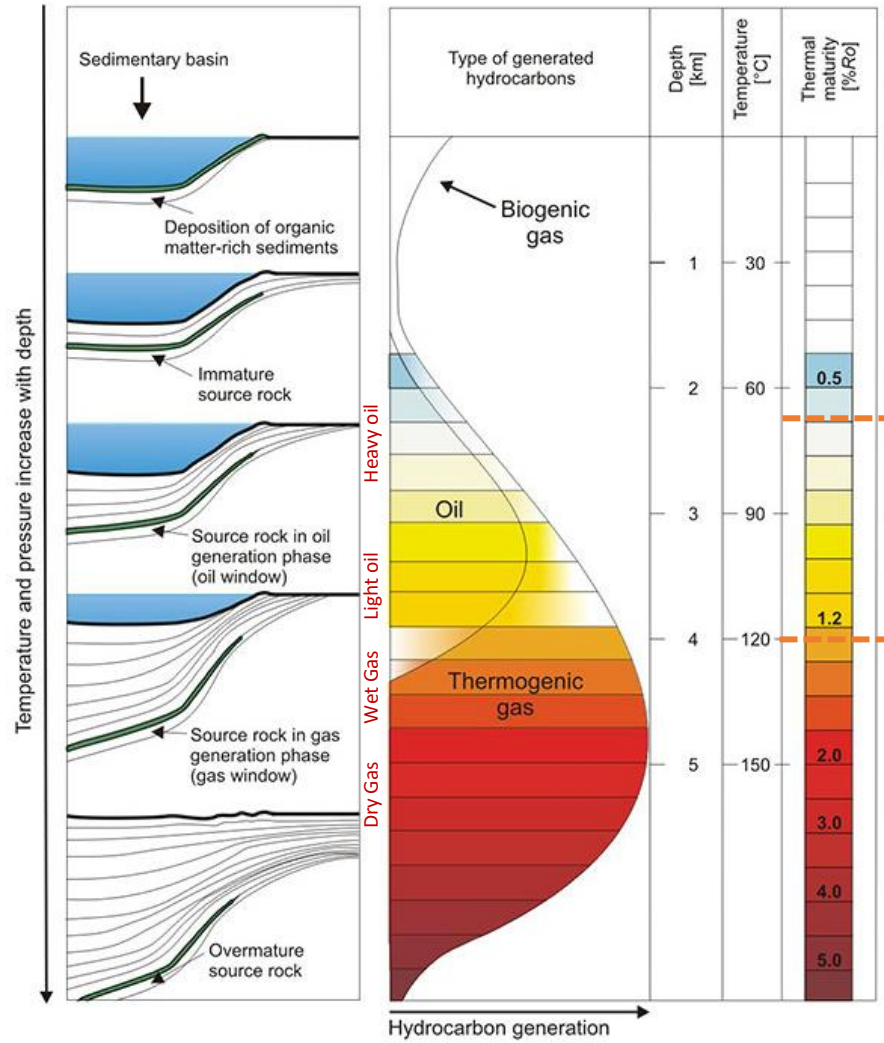 Temperature and pressure increase with depth
Sedimentary basin
Deposition of organic
matter-rich sediments
Immature
source rock
Source rock in oil
generation phase
(oil window)
Source rock in gas
generation phase
(gas window)
Overmature
source rock
Heavy oil
Light oil
Wet Gas
Dry Gas
Type of generated
hydrocarbons
Biogenic
gas
Oil
Thermogenic
gas
Hydrocarbon generation
Depth
[km]
1
2
3
4
5
Temperature
[°C]
30
60
90
120
150
Thermal
maturity
[%Ro]
0.5
1.2
2.0
3.0
4.0
5.0